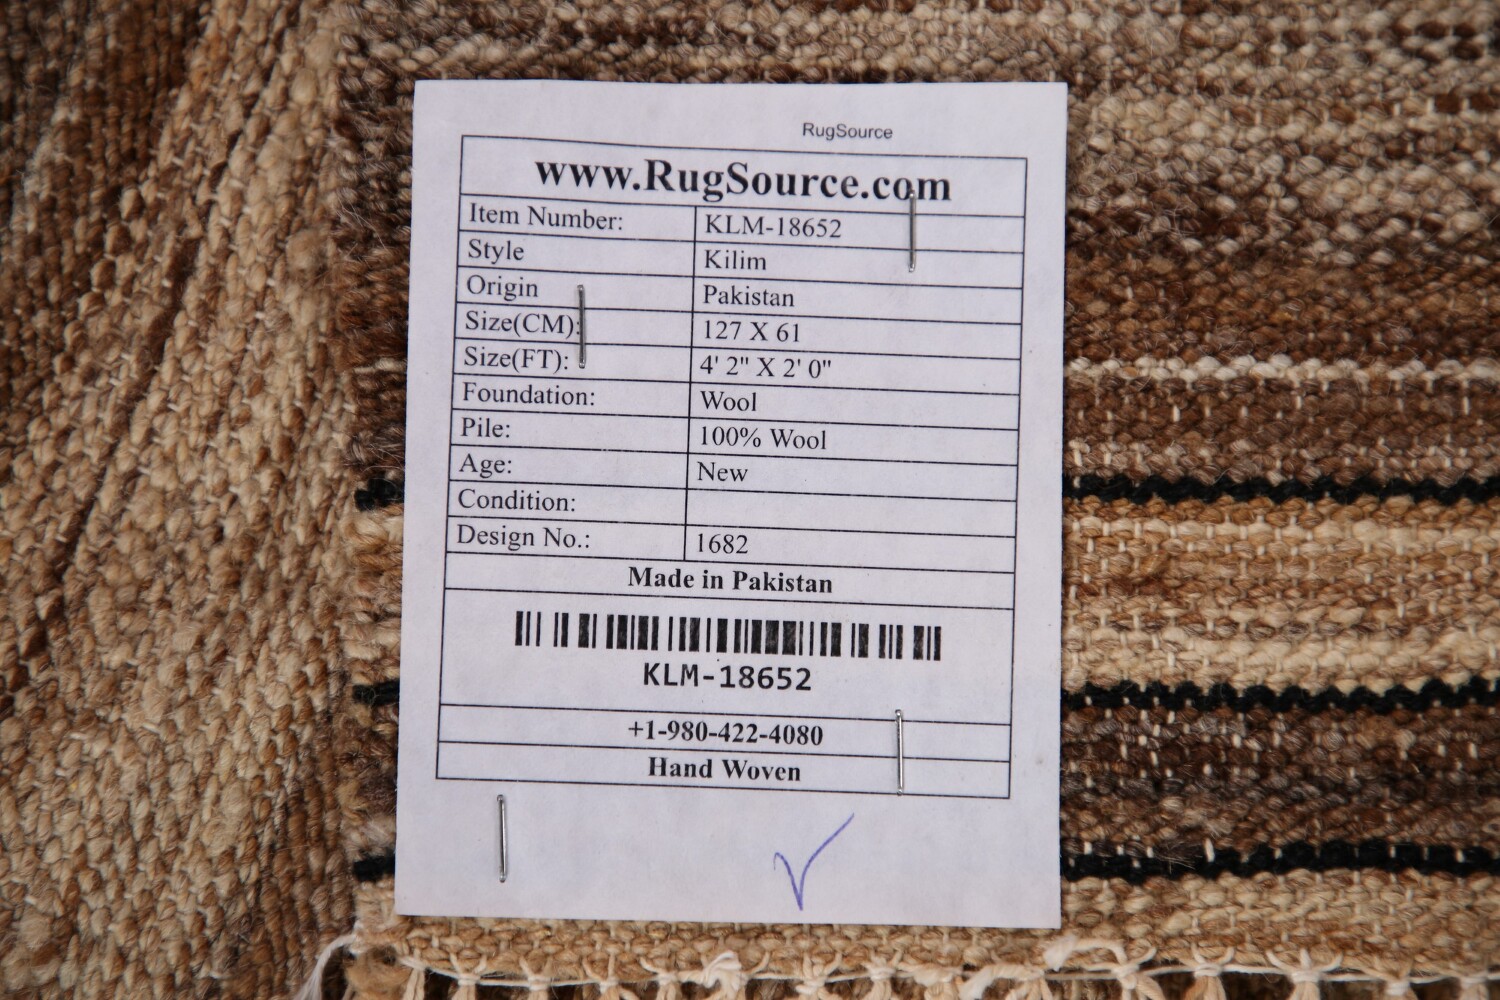 RugSource
www.RugSource.com
Item Number: KLM-18652
Style Kilim
Origin Pakistan
Size(CM): 127 X 61
Size(FT): 4' 2" X 2' 0"
Foundation: Wool
Pile: 100% Wool
Age: New
Condition:
Design No.: 1682
Made in Pakistan
KLM-18652
+1-980-422-4080
Hand Woven